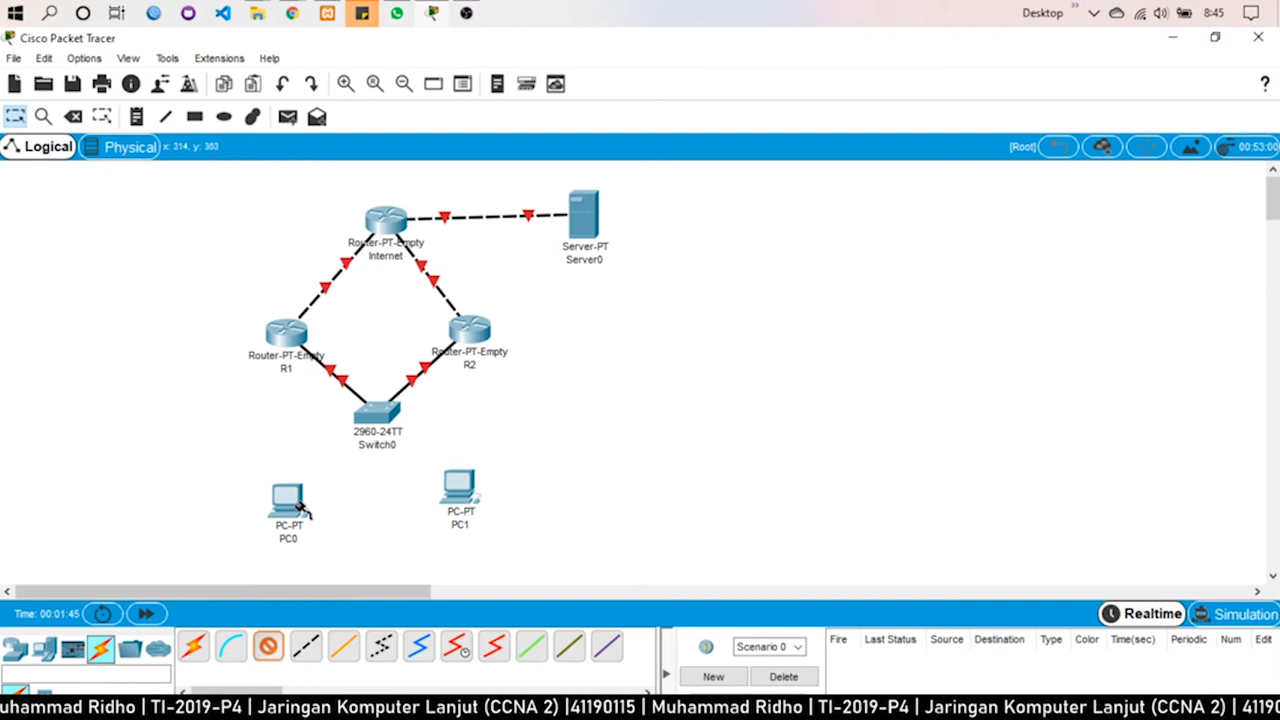 Desktop
8:45
Cisco Packet Tracer
File Edit Options View Tools Extensions Help
?
Logical Physical x: 314, y: 363 [Root] 00:53:00
Router-PT-Empty
Internet
Server-PT
Server0
Router-PT-Empty
R1
Router-PT-Empty
R2
2960-24TT
Switch0
PC-PT
PC0
PC-PT
PC1
Time: 00:01:45 Realtime Simulation
Scenario 0
New Delete
Fire Last Status Source Destination Type Color Time(sec) Periodic Num Edit
uhammad Ridho | TI-2019-P4 | Jaringan Komputer Lanjut (CCNA 2) |41190115 | Muhammad Ridho | TI-2019-P4 | Jaringan Komputer Lanjut (CCNA 2) |4119